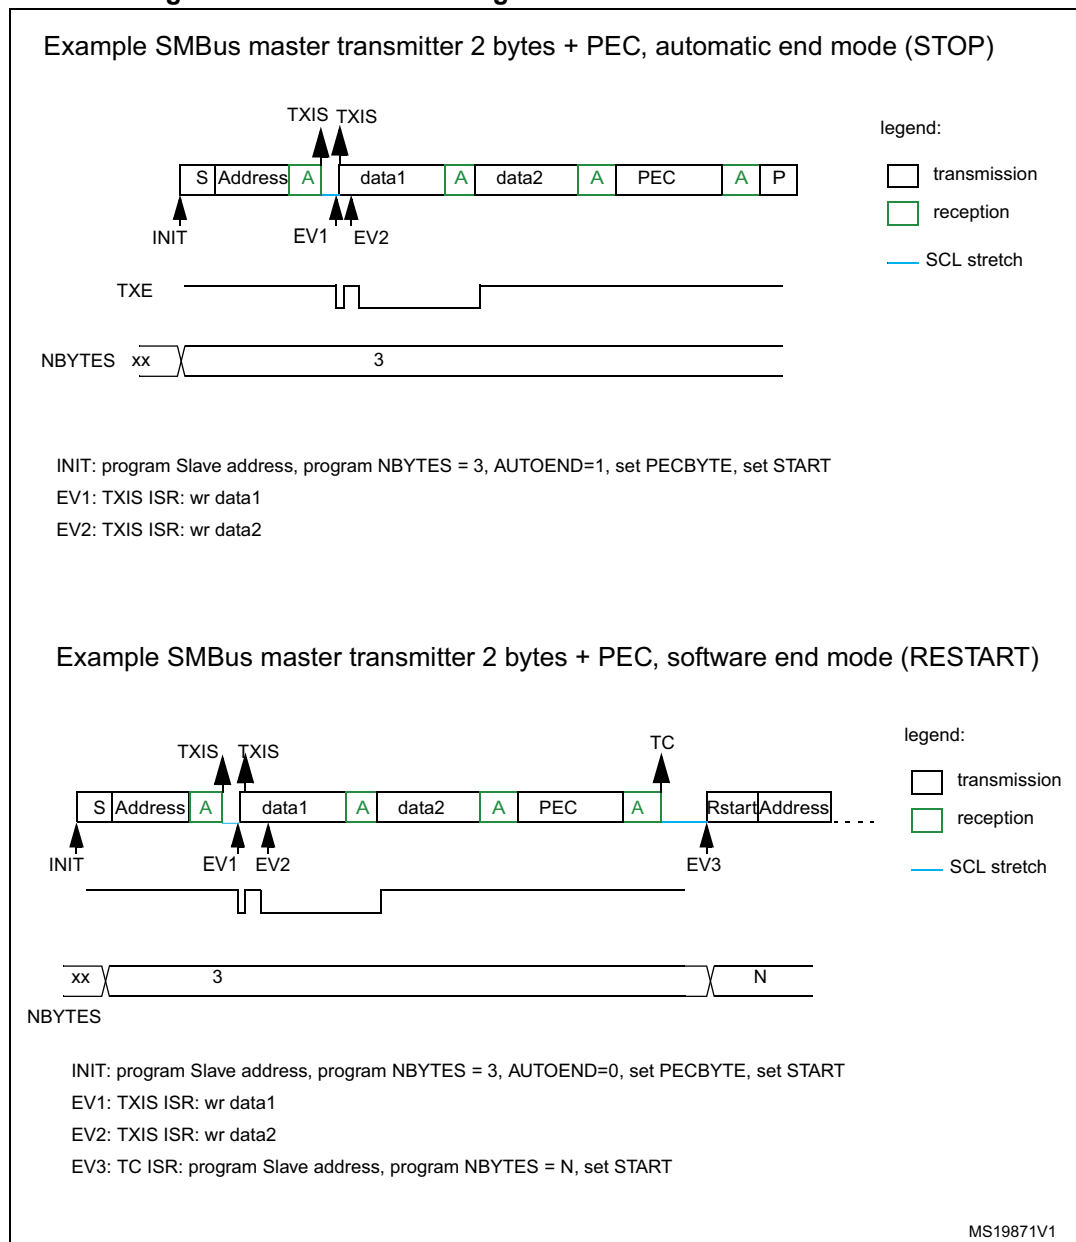 Example SMBus master transmitter 2 bytes + PEC, automatic end mode (STOP)
TXIS TXIS
legend:
S Address A data1 A data2 A PEC A P
transmission
reception
INIT EV1 EV2
SCL stretch
TXE
NBYTES xx 3
INIT: program Slave address, program NBYTES = 3, AUTOEND=1, set PECBYTE, set START
EV1: TXIS ISR: wr data1
EV2: TXIS ISR: wr data2
Example SMBus master transmitter 2 bytes + PEC, software end mode (RESTART)
TXIS TXIS TC
legend:
transmission
S Address A data1 A data2 A PEC A Rstart Address
reception
INIT EV1 EV2 EV3
SCL stretch
xx 3 N
NBYTES
INIT: program Slave address, program NBYTES = 3, AUTOEND=0, set PECBYTE, set START
EV1: TXIS ISR: wr data1
EV2: TXIS ISR: wr data2
EV3: TC ISR: program Slave address, program NBYTES = N, set START
MS19871V1